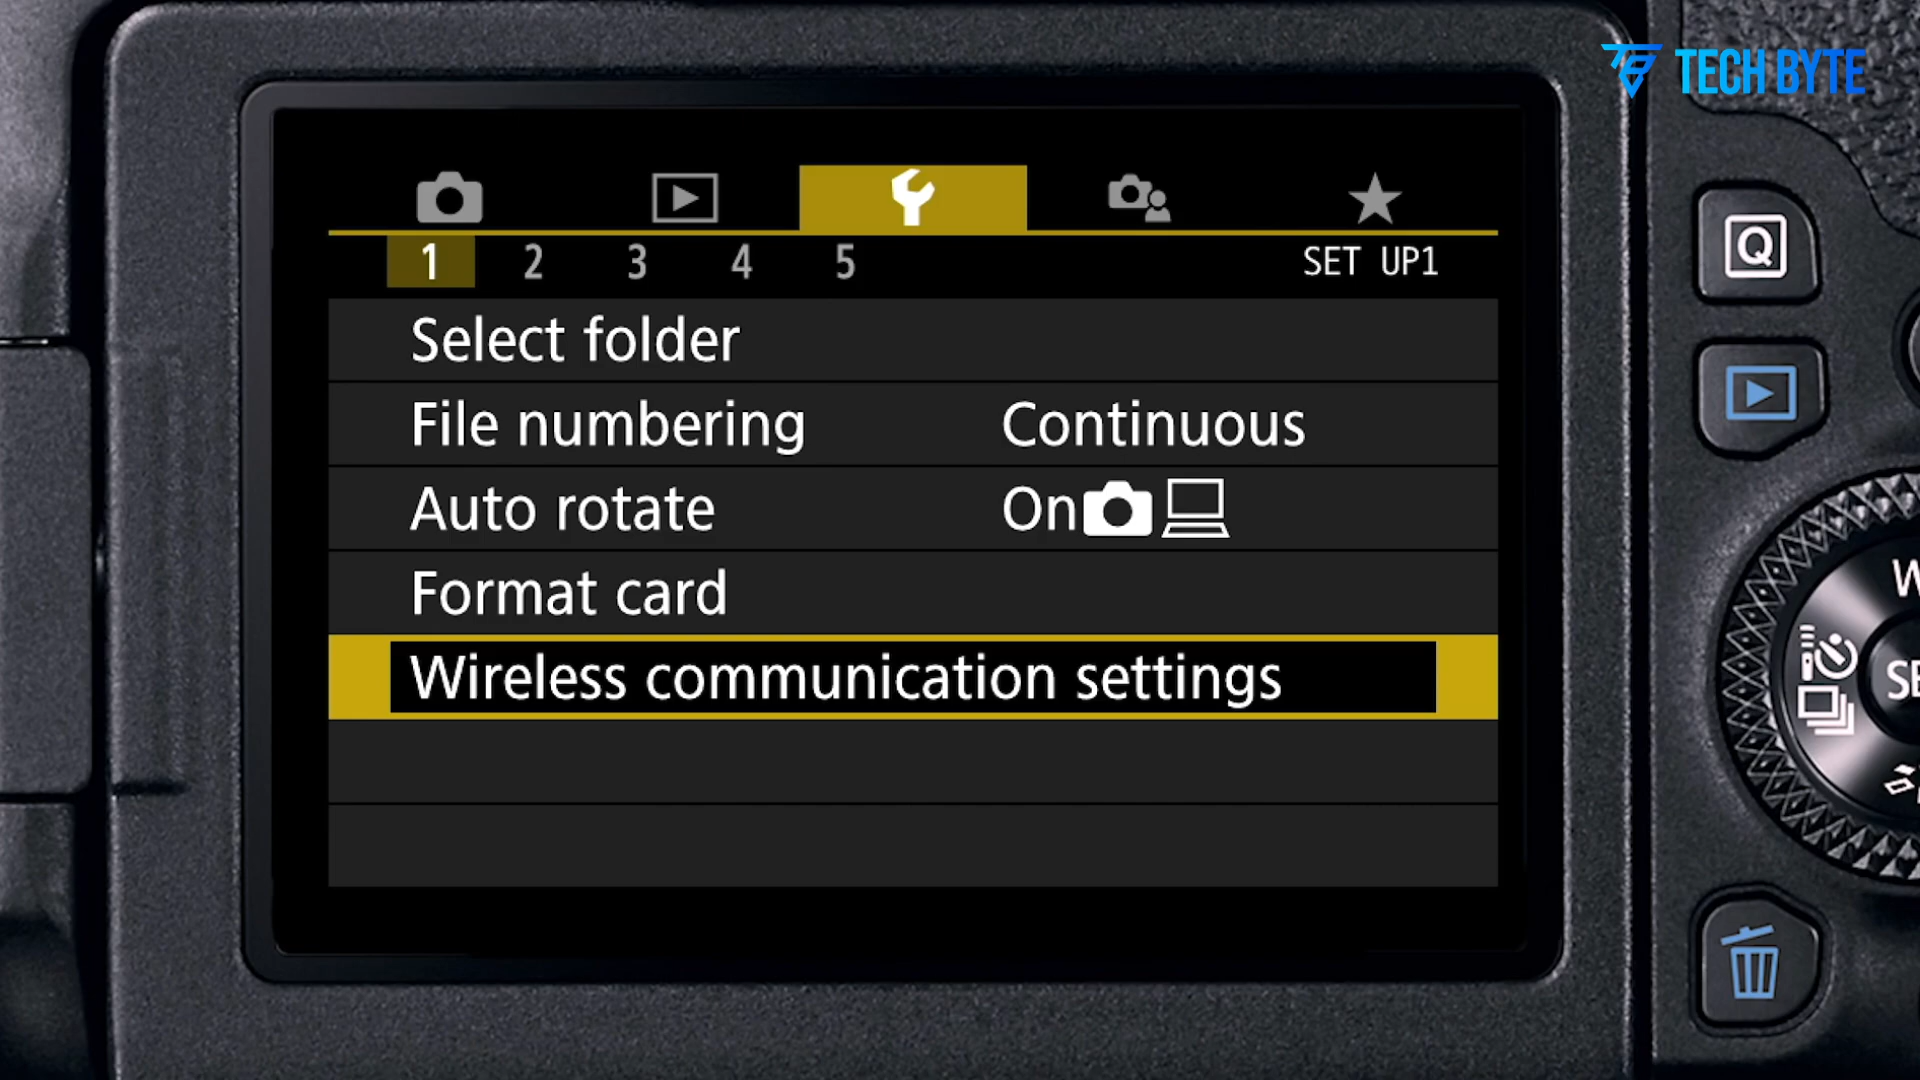 TECH BYTE
1 2 3 4 5 SET UP1
Select folder
File numbering Continuous
Auto rotate On
Format card
Wireless communication settings
Q